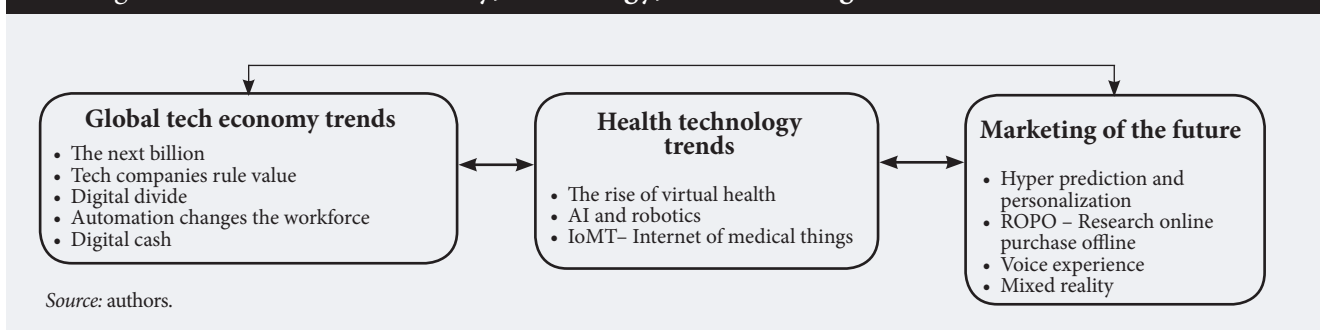 Global tech economy trends
• The next billion
• Tech companies rule value
• Digital divide
• Automation changes the workforce
• Digital cash
Health technology
trends
• The rise of virtual health
• AI and robotics
• IoMT– Internet of medical things
Marketing of the future
• Hyper prediction and
personalization
• ROPO – Research online
purchase offline
• Voice experience
• Mixed reality
Source: authors.